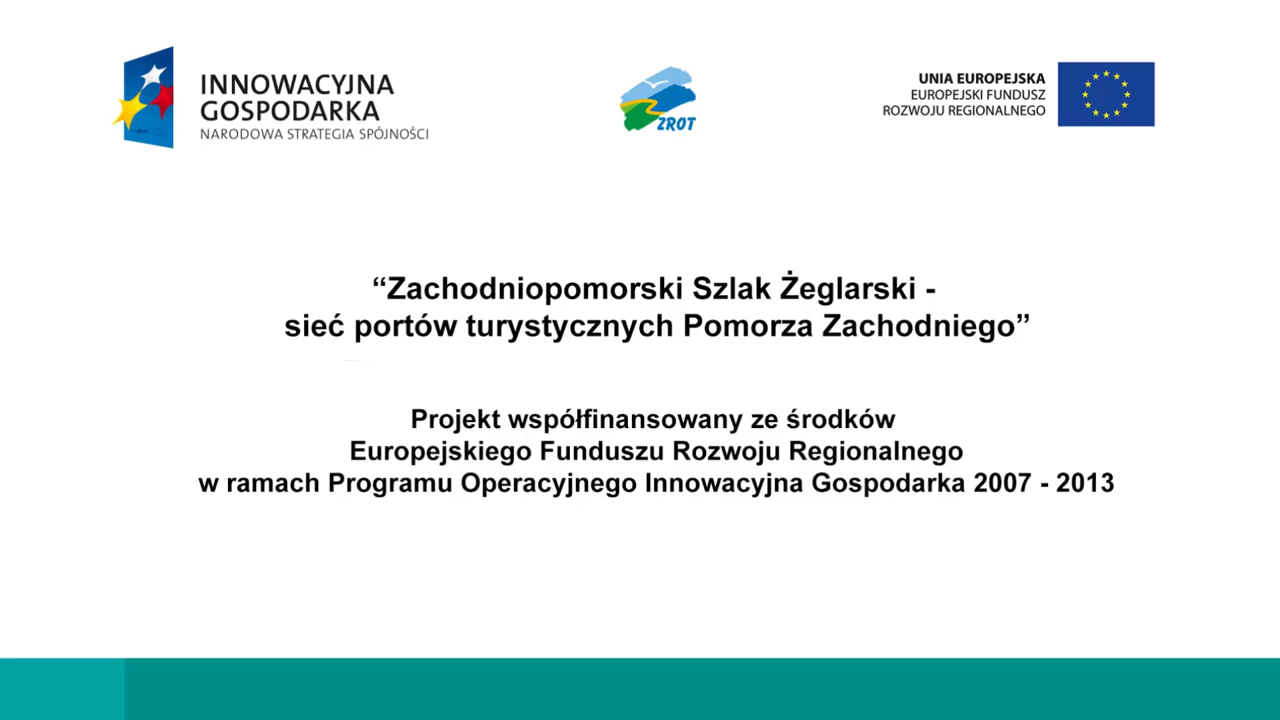 INNOWACYJNA
GOSPODARKA
NARODOWA STRATEGIA SPÓJNOŚCI
ZROT
UNIA EUROPEJSKA
EUROPEJSKI FUNDUSZ
ROZWOJU REGIONALNEGO
“Zachodniopomorski Szlak Żeglarski -
sieć portów turystycznych Pomorza Zachodniego”
Projekt współfinansowany ze środków
Europejskiego Funduszu Rozwoju Regionalnego
w ramach Programu Operacyjnego Innowacyjna Gospodarka 2007 - 2013